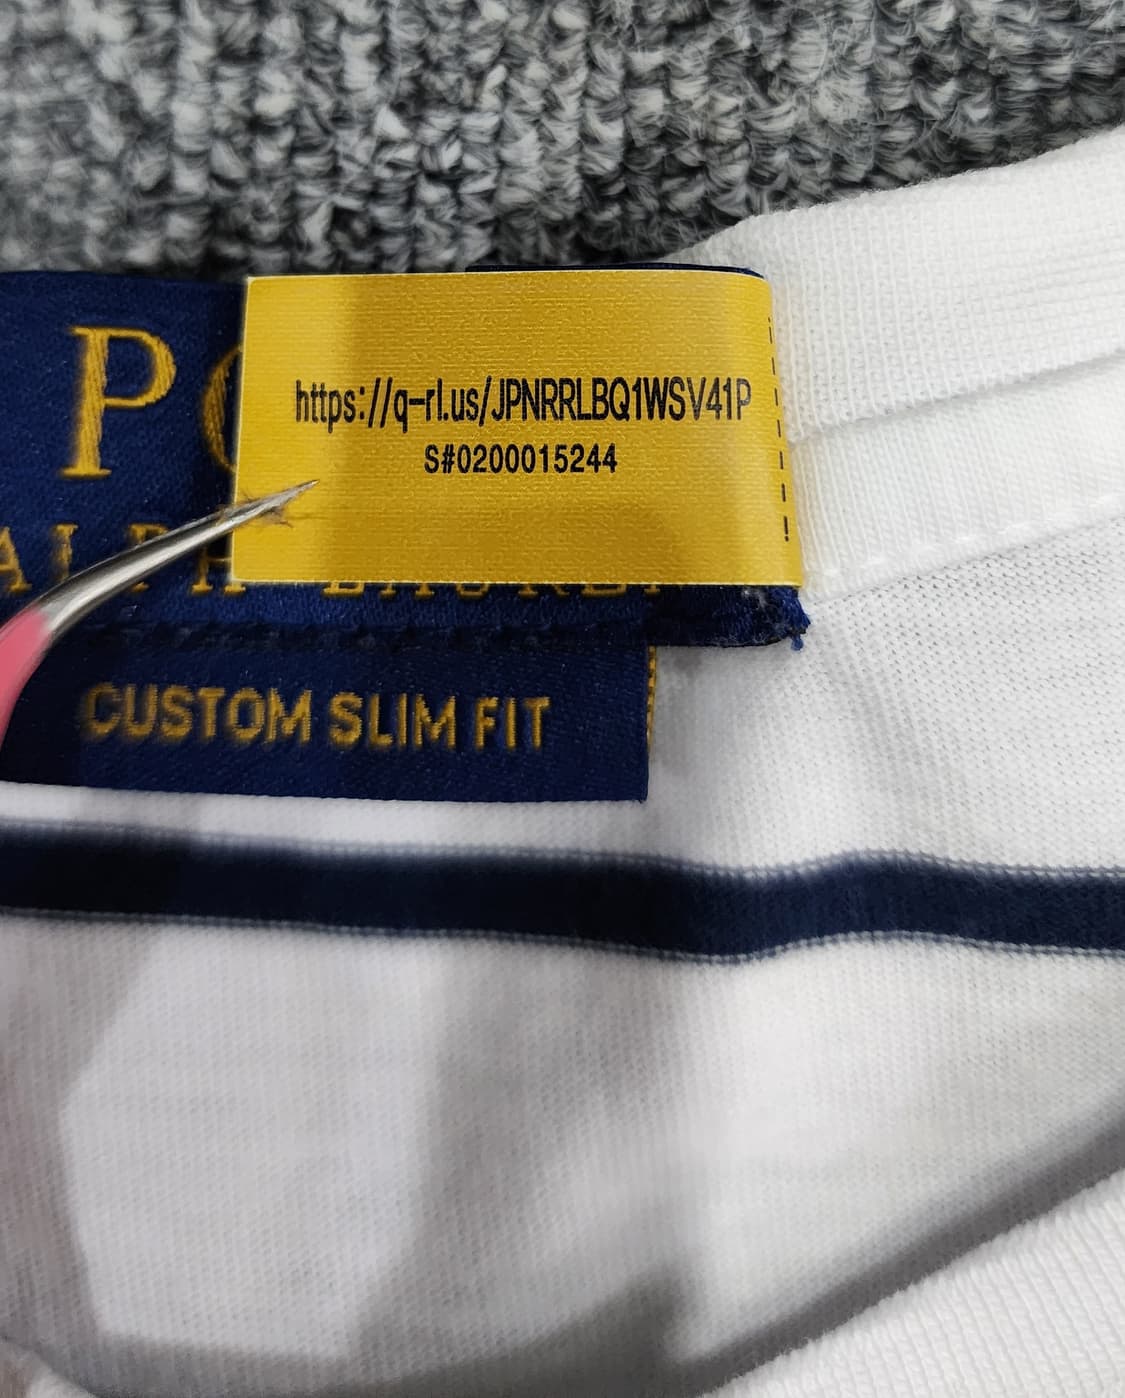 P
https://q-rl.us/JPNRRLBQ1WSV41P
S#0200015244
CUSTOM SLIM FIT